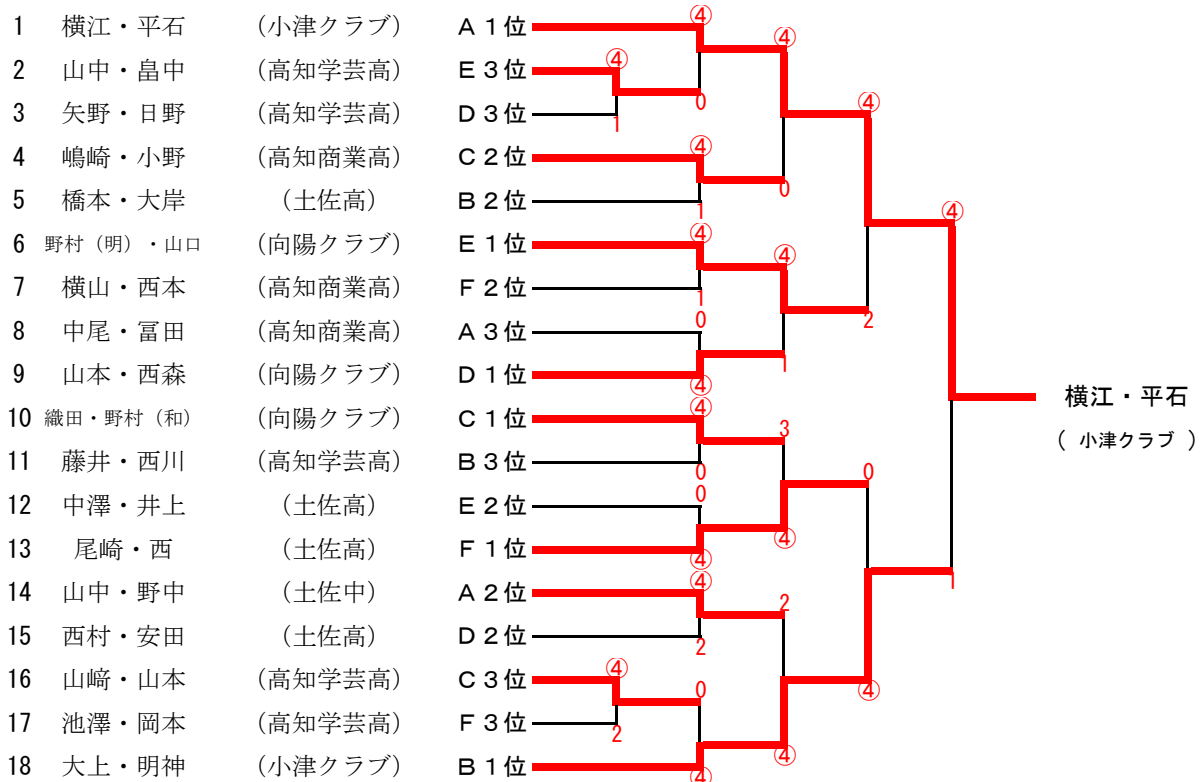 1 横江・平石 (小津クラブ) A1位 ④
④
2 山中・畠中 (高知学芸高) E3位 ④
0 ④
3 矢野・日野 (高知学芸高) D3位 1
4 嶋崎・小野 (高知商業高) C2位 ④
0
5 橋本・大岸 (土佐高) B2位 1
④
6 野村(明)・山口 (向陽クラブ) E1位 ④
④
7 横山・西本 (高知商業高) F2位 1
2
8 中尾・冨田 (高知商業高) A3位 0
1
9 山本・西森 (向陽クラブ) D1位 ④
横江・平石
(小津クラブ)
10 織田・野村(和) (向陽クラブ) C1位 ④
3
11 藤井・西川 (高知学芸高) B3位 0
0
12 中澤・井上 (土佐高) E2位 0
④
13 尾崎・西 (土佐高) F1位 ④
1
14 山中・野中 (土佐中) A2位 ④
2
15 西村・安田 (土佐高) D2位 2
16 山﨑・山本 (高知学芸高) C3位 ④
0 ④
17 池澤・岡本 (高知学芸高) F3位 2
④
18 大上・明神 (小津クラブ) B1位 ④